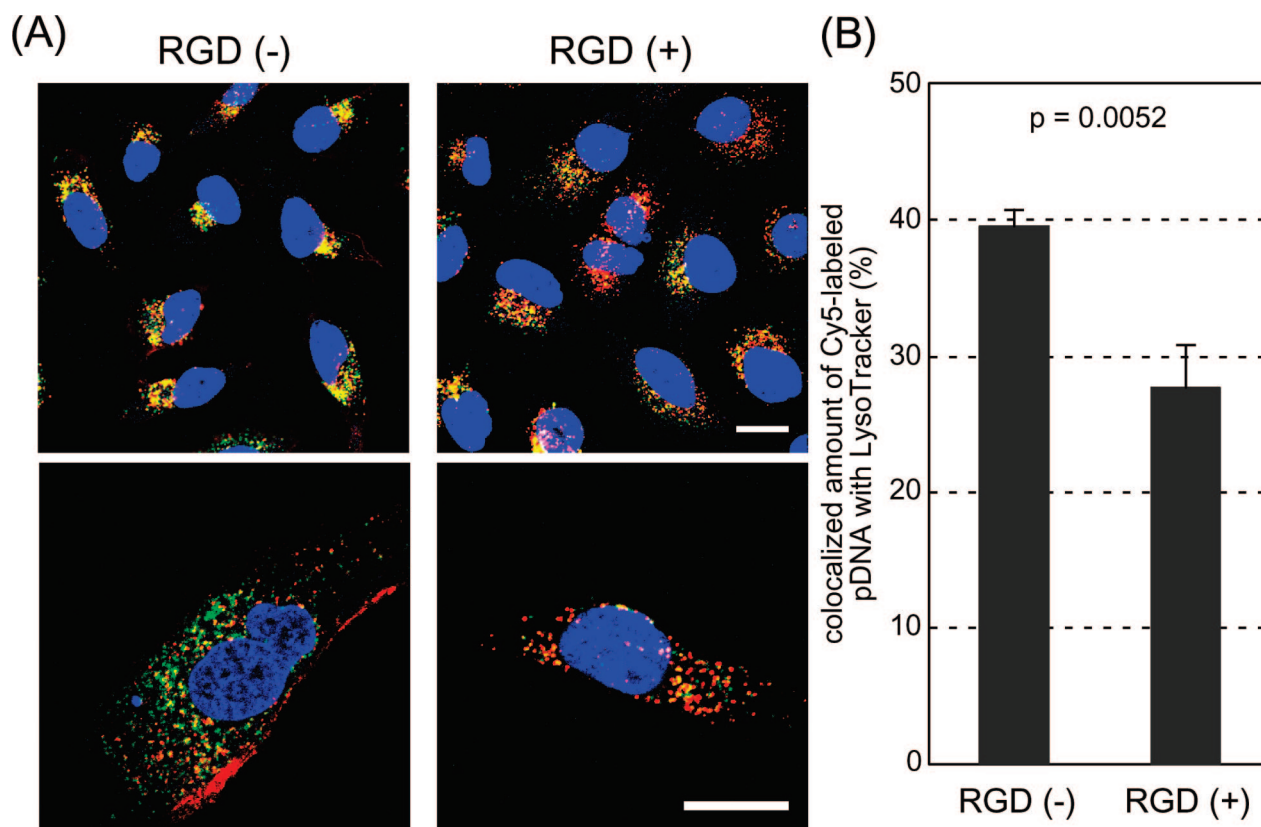 (A)
RGD (-)
RGD (+)
(B)
colocalized amount of Cy5-labeled
pDNA with LysoTracker (%)
50
40
30
20
10
0
p = 0.0052
RGD (-)
RGD (+)